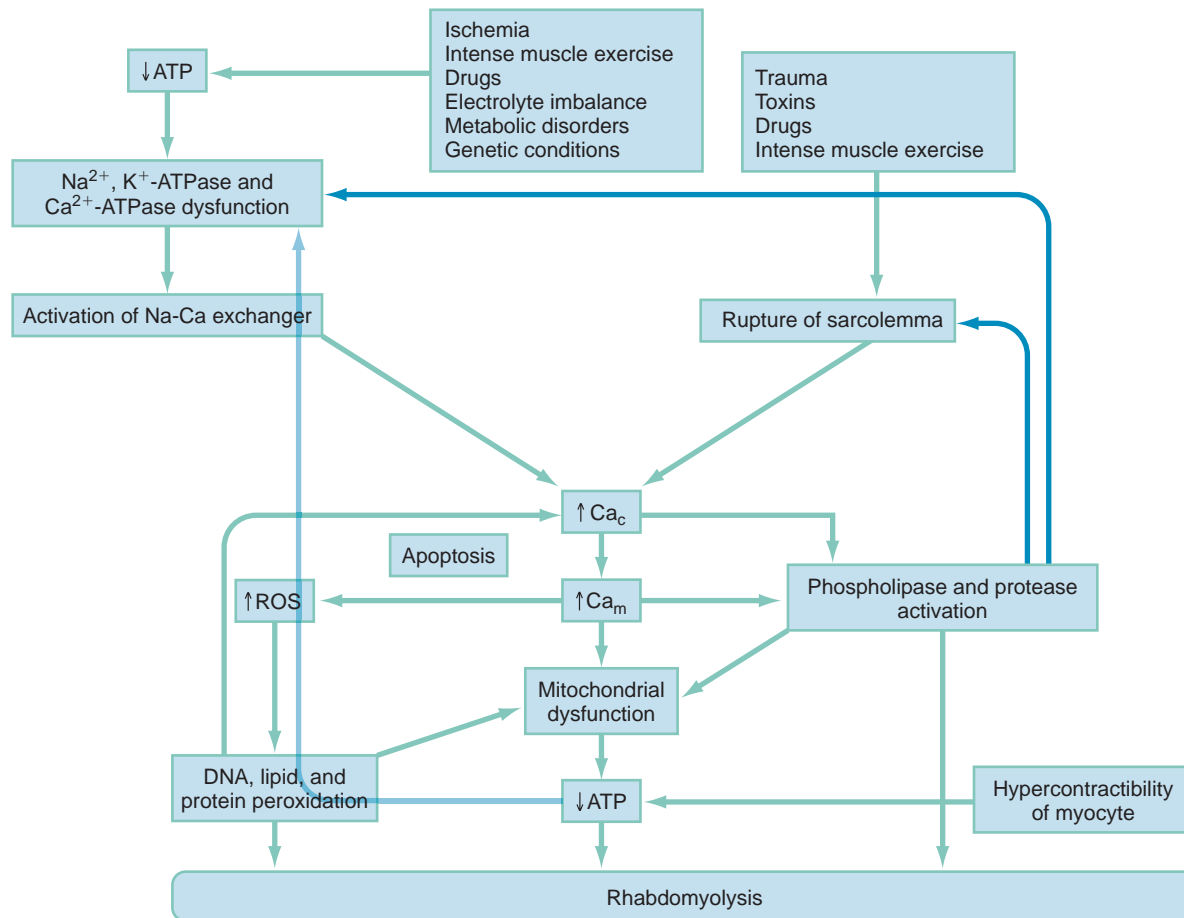 Ischemia
Intense muscle exercise
Drugs
Electrolyte imbalance
Metabolic disorders
Genetic conditions
↓ATP
Trauma
Toxins
Drugs
Intense muscle exercise
Na²⁺, K⁺-ATPase and
Ca²⁺-ATPase dysfunction
Activation of Na-Ca exchanger
Rupture of sarcolemma
↑Ca_c
Apoptosis
↑ROS
↑Ca_m
Phospholipase and protease
activation
Mitochondrial
dysfunction
DNA, lipid, and
protein peroxidation
↓ATP
Hypercontractibility
of myocyte
Rhabdomyolysis